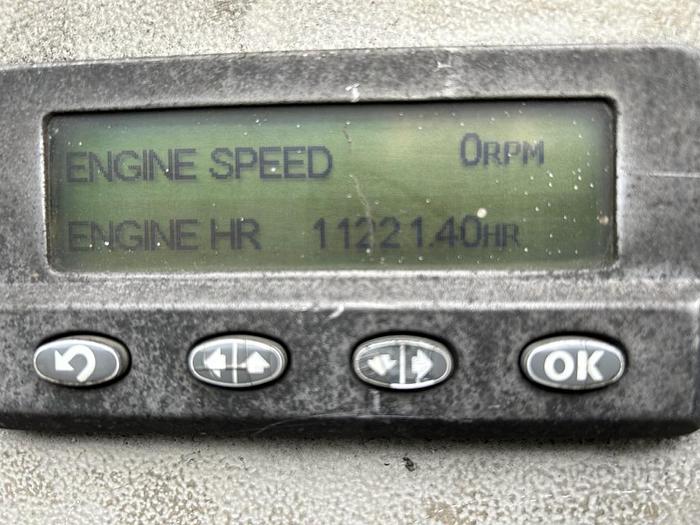 ENGINE SPEED 0RPM
ENGINE HR 11221.40HR
OK